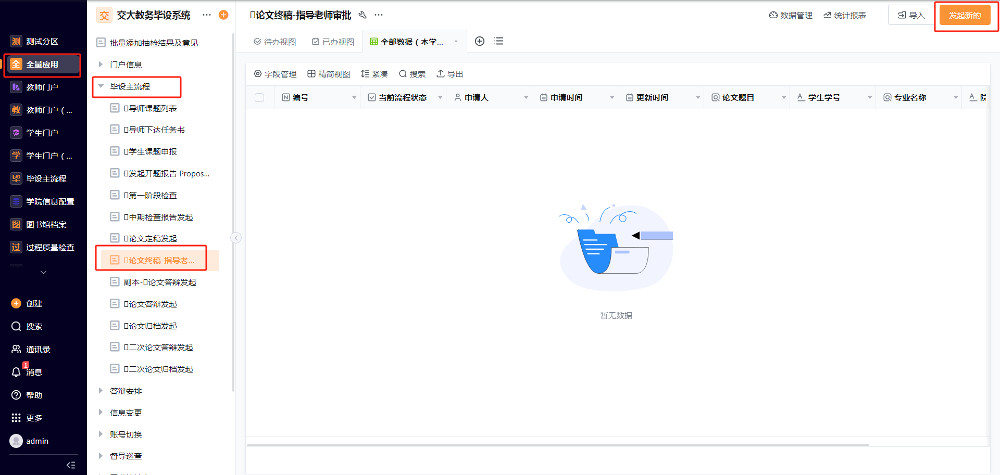 测 测试分区
全 全量应用
教师门户
教 教师门户（...
学生门户
学 学生门户（...
毕 毕设主流程
学院信息配置
图 图书馆档案
过 过程质量检查
创建
搜索
通讯录
1
消息
帮助
更多
admin
交 交大教务毕设系统 ...
批量添加抽检结果及意见
门户信息
毕设主流程
▯导师课题列表
▯导师下达任务书
▯学生课题申报
▯发起开题报告 Propos...
▯第一阶段检查
▯中期检查报告发起
▯论文定稿发起
▯论文终稿-指导老...
副本-▯论文答辩发起
▯论文答辩发起
▯论文归档发起
▯二次论文答辩发起
▯二次论文归档发起
答辩安排
信息变更
账号切换
督导巡查
▯论文终稿-指导老师审批 ...
数据管理 统计报表 导入 发起新的
待办视图 已办视图 全部数据（本学...
字段管理 精简视图 紧凑 搜索 导出
编号 当前流程状态 申请人 申请时间 更新时间 论文题目 学生学号 专业名称 院
暂无数据